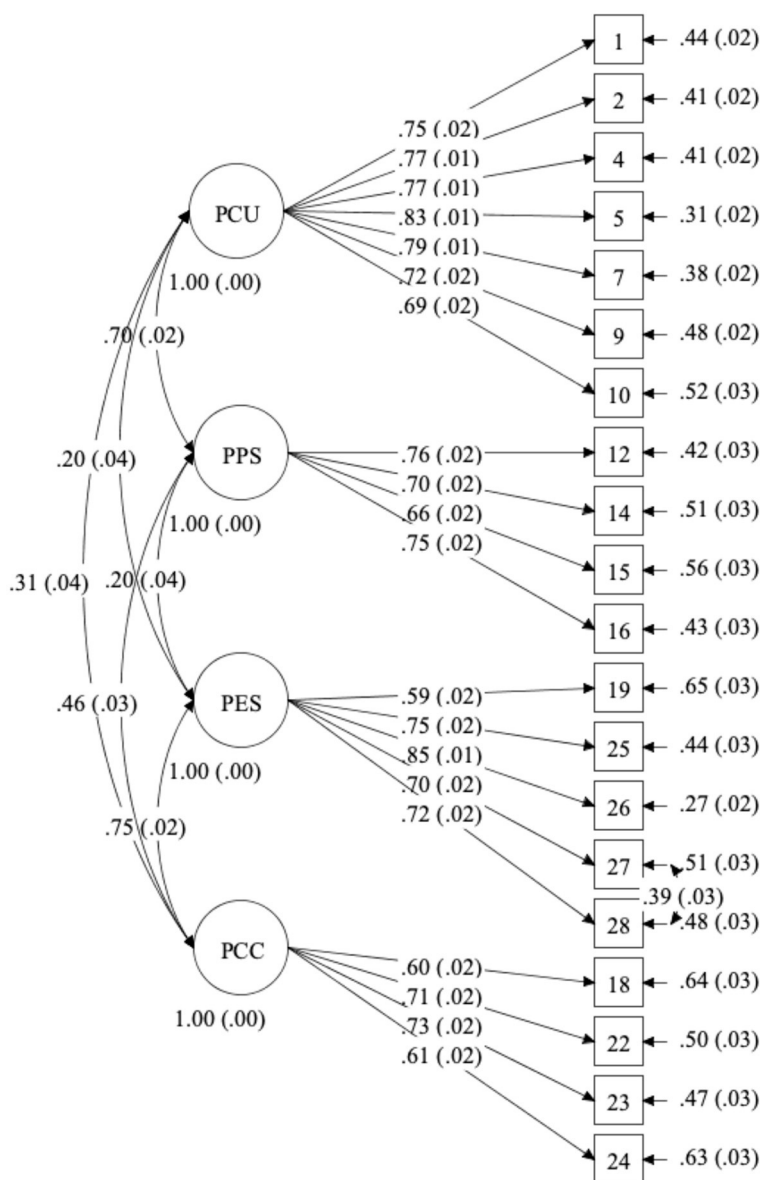 1 .44 (.02)
2 .41 (.02)
.75 (.02)
.77 (.01)
4 .41 (.02)
.77 (.01)
PCU .83 (.01) 5 .31 (.02)
.79 (.01)
1.00 (.00) .72 (.02) 7 .38 (.02)
.69 (.02)
.70 (.02) 9 .48 (.02)
10 .52 (.03)
PPS .76 (.02) 12 .42 (.03)
.20 (.04) .70 (.02)
1.00 (.00) .66 (.02) 14 .51 (.03)
.75 (.02)
.31 (.04) .20 (.04) 15 .56 (.03)
16 .43 (.03)
.59 (.02) 19 .65 (.03)
.46 (.03) PES .75 (.02)
.85 (.01) 25 .44 (.03)
1.00 (.00) .70 (.02)
.72 (.02) 26 .27 (.02)
.75 (.02)
27 .51 (.03)
.39 (.03)
28 .48 (.03)
PCC .60 (.02)
18 .64 (.03)
.71 (.02)
1.00 (.00) .73 (.02)
22 .50 (.03)
.61 (.02)
23 .47 (.03)
24 .63 (.03)